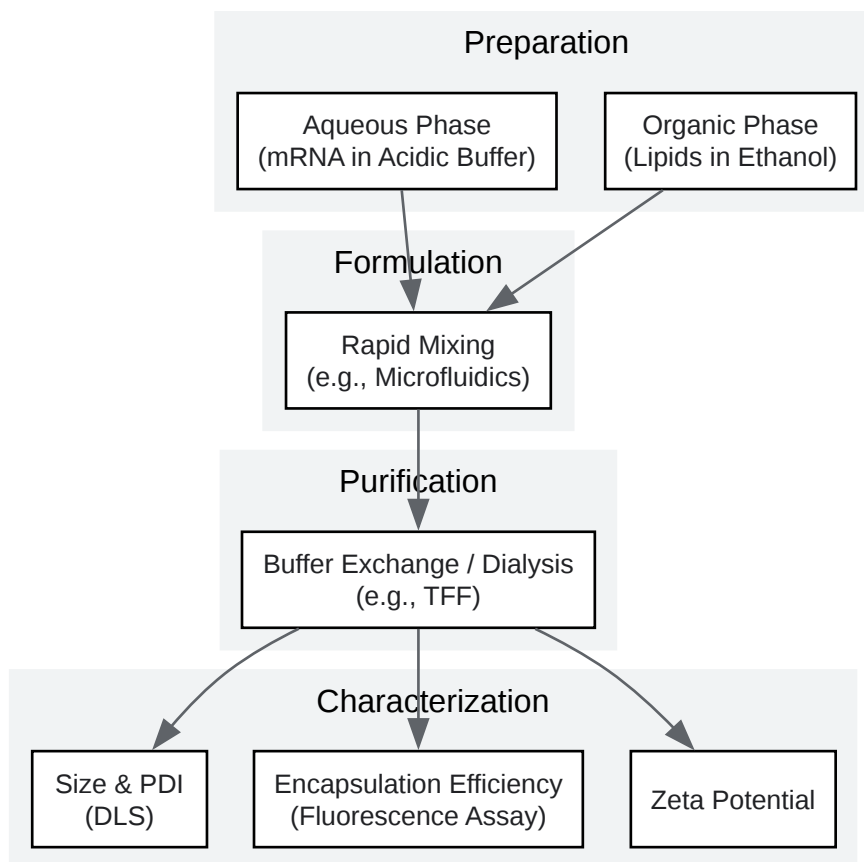 Preparation
Aqueous Phase
(mRNA in Acidic Buffer)
Organic Phase
(Lipids in Ethanol)
Formulation
Rapid Mixing
(e.g., Microfluidics)
Purification
Buffer Exchange / Dialysis
(e.g., TFF)
Characterization
Size & PDI
(DLS)
Encapsulation Efficiency
(Fluorescence Assay)
Zeta Potential